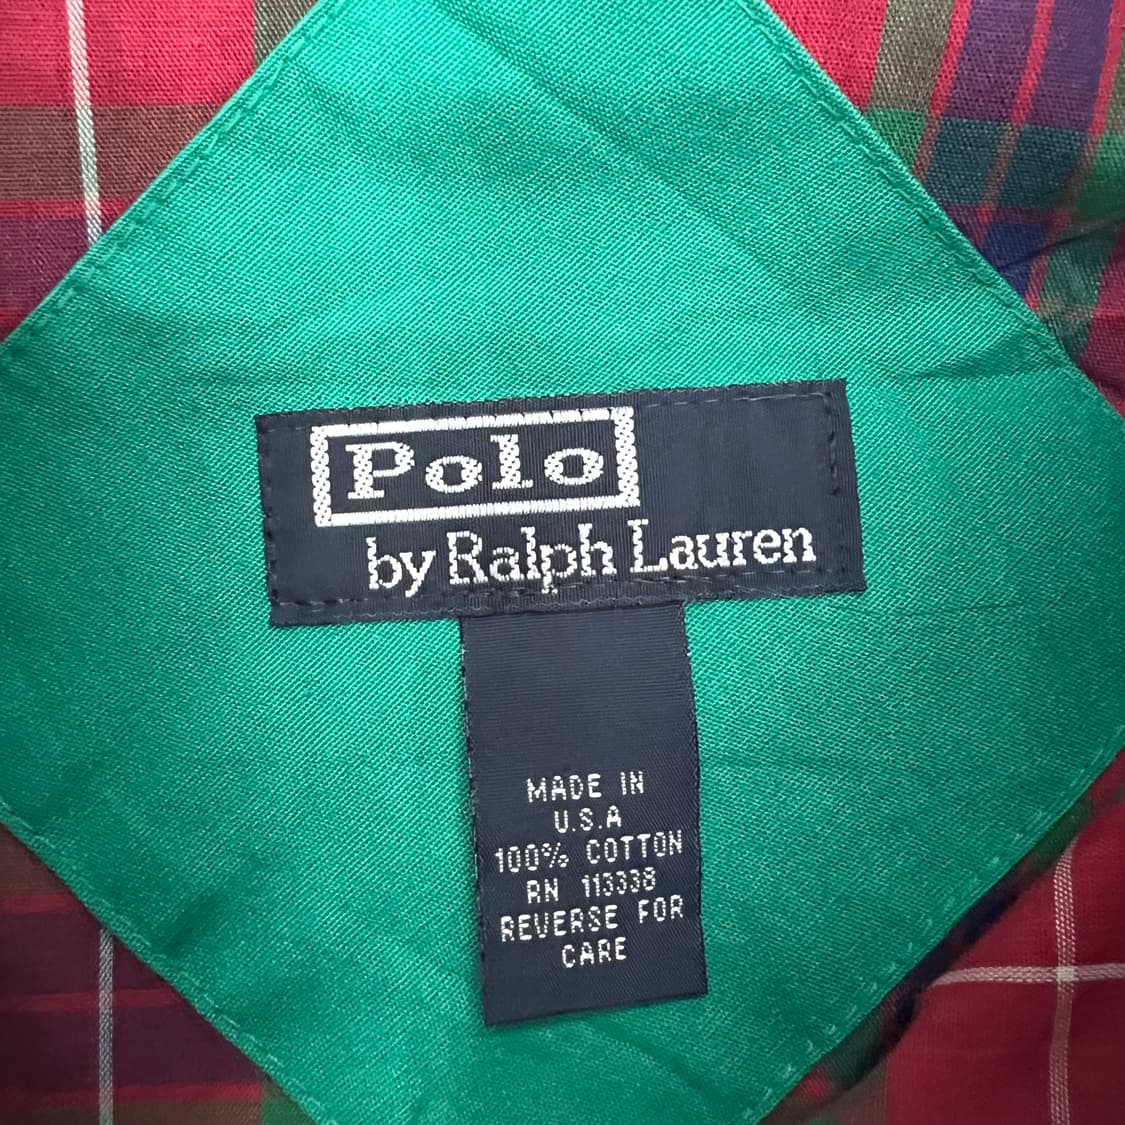 Polo
by Ralph Lauren
MADE IN
U.S.A
100% COTTON
RN 113338
REVERSE FOR
CARE